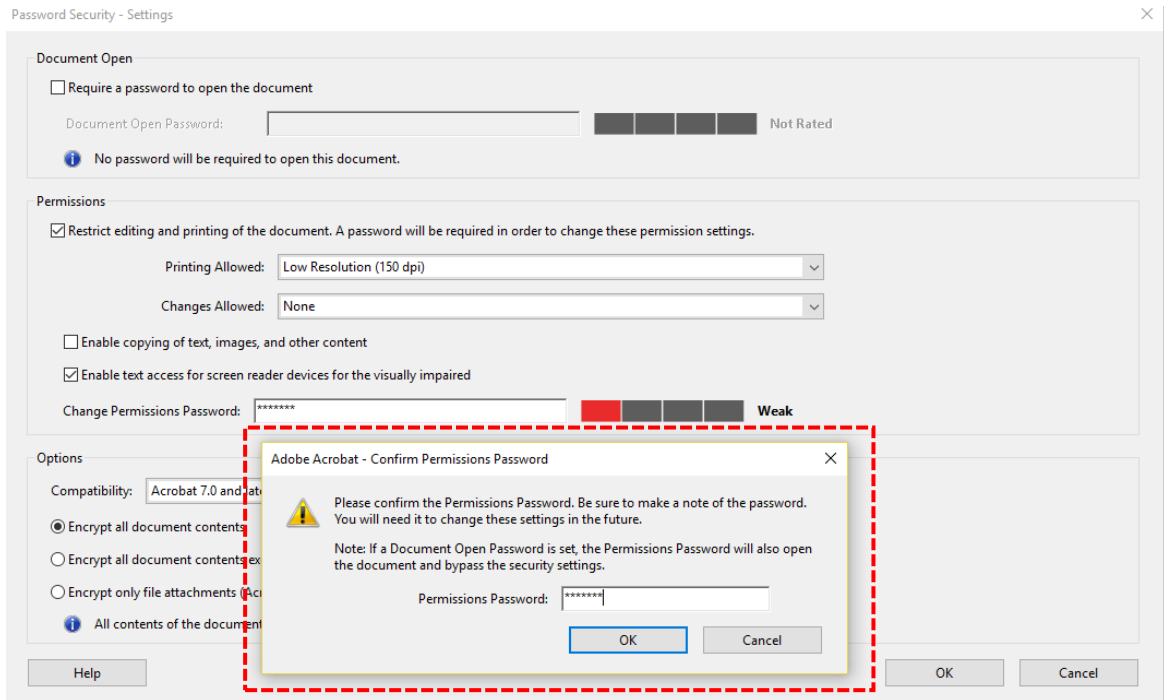 Password Security - Settings
Document Open
Require a password to open the document
Document Open Password: Not Rated
No password will be required to open this document.
Permissions
Restrict editing and printing of the document. A password will be required in order to change these permission settings.
Printing Allowed: Low Resolution (150 dpi)
Changes Allowed: None
Enable copying of text, images, and other content
Enable text access for screen reader devices for the visually impaired
Change Permissions Password: ******* Weak
Options
Compatibility: Acrobat 7.0 and
Encrypt all document contents
Encrypt all document contents
Encrypt only file attachments
All contents of the document
Adobe Acrobat - Confirm Permissions Password
Please confirm the Permissions Password. Be sure to make a note of the password.
You will need it to change these settings in the future.
Note: If a Document Open Password is set, the Permissions Password will also open
the document and bypass the security settings.
Permissions Password: *******
OK Cancel
Help OK Cancel